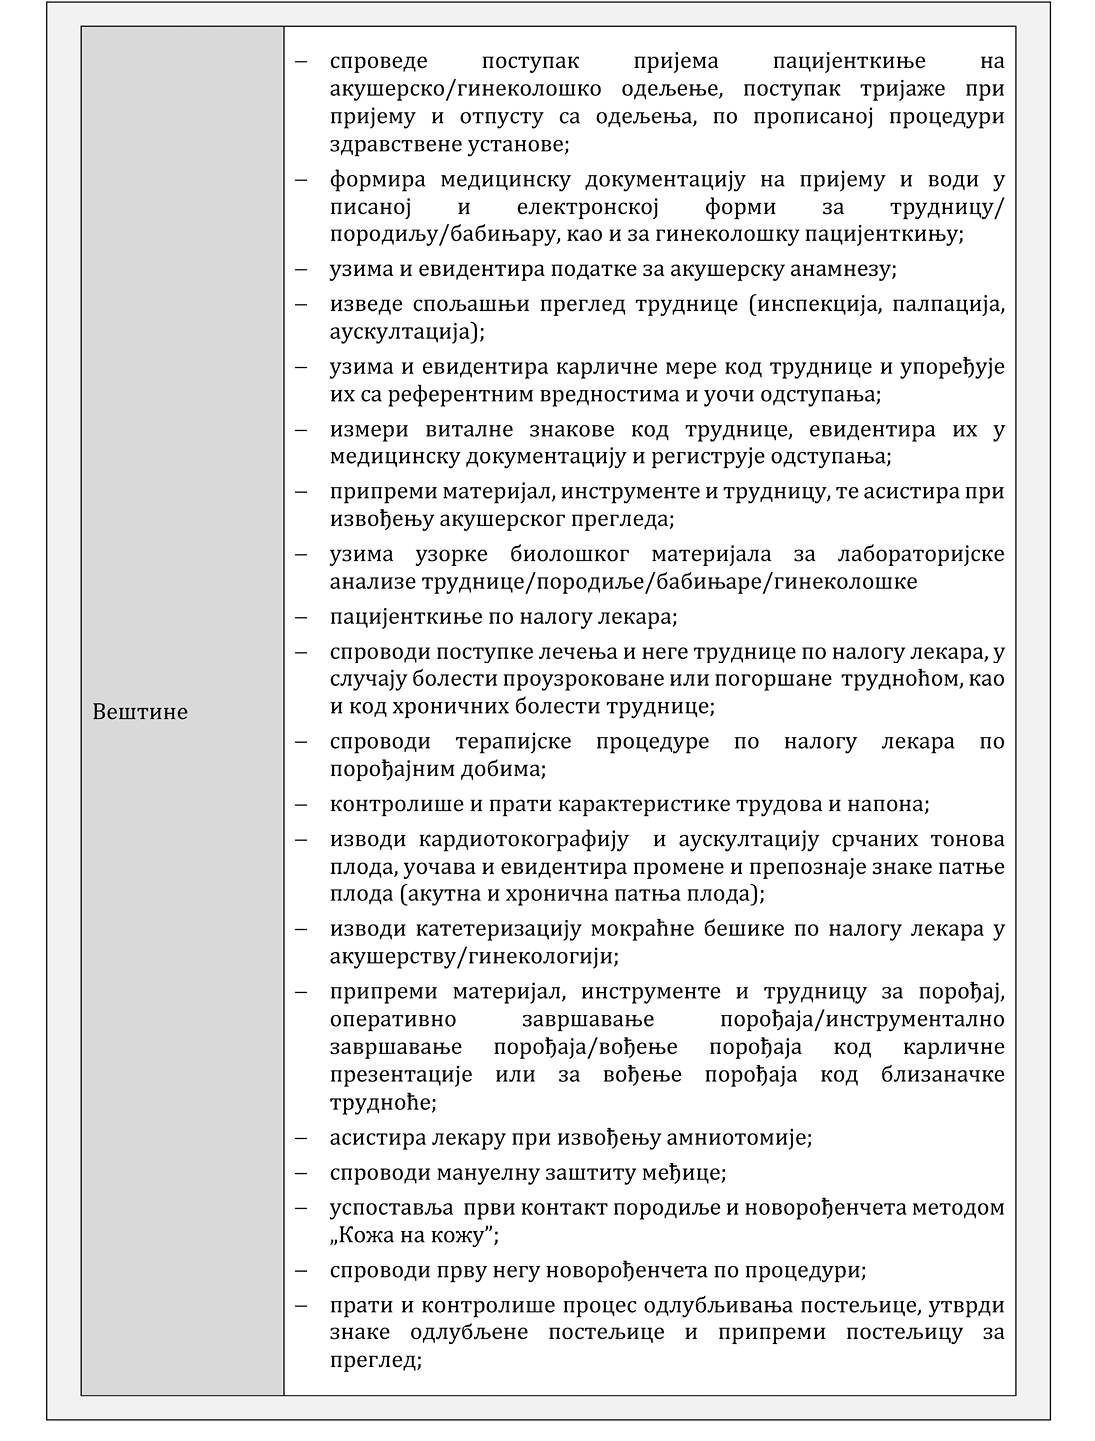 Вештине
– спроведе поступак пријема пацијенткиње на
акушерско/гинеколошко одељење, поступак тријаже при
пријему и отпусту са одељења, по прописаној процедури
здравствене установе;
– формира медицинску документацију на пријему и води у
писаној и електронској форми за трудницу/
породиљу/бабињару, као и за гинеколошку пацијенткињу;
– узима и евидентира податке за акушерску анамнезу;
– изведе спољашњи преглед труднице (инспекција, палпација,
аускултација);
– узима и евидентира карличне мере код труднице и упоређује
их са референтним вредностима и уочи одступања;
– измери виталне знакове код труднице, евидентира их у
медицинску документацију и региструје одступања;
– припреми материјал, инструменте и трудницу, те асистира при
извођењу акушерског прегледа;
– узима узорке биолошког материјала за лабораторијске
анализе труднице/породиље/бабињаре/гинеколошке
– пацијенткиње по налогу лекара;
– спроводи поступке лечења и неге труднице по налогу лекара, у
случају болести проузроковане или погоршане трудноћом, као
и код хроничних болести труднице;
– спроводи терапијске процедуре по налогу лекара по
порођајним добима;
– контролише и прати карактеристике трудова и напона;
– изводи кардиотокографију и аускултацију срчаних тонова
плода, уочава и евидентира промене и препознаје знаке патње
плода (акутна и хронична патња плода);
– изводи катетеризацију мокраћне бешике по налогу лекара у
акушерству/гинекологији;
– припреми материјал, инструменте и трудницу за порођај,
оперативно завршавање порођаја/инструментално
завршавање порођаја/вођење порођаја код карличне
презентације или за вођење порођаја код близаначке
трудноће;
– асистира лекару при извођењу амниотомије;
– спроводи мануелну заштиту међице;
– успоставља први контакт породиље и новорођенчета методом
„Кожа на кожу”;
– спроводи прву негу новорођенчета по процедури;
– прати и контролише процес одлубљивања постељице, утврди
знаке одлубљене постељице и припреми постељицу за
преглед;